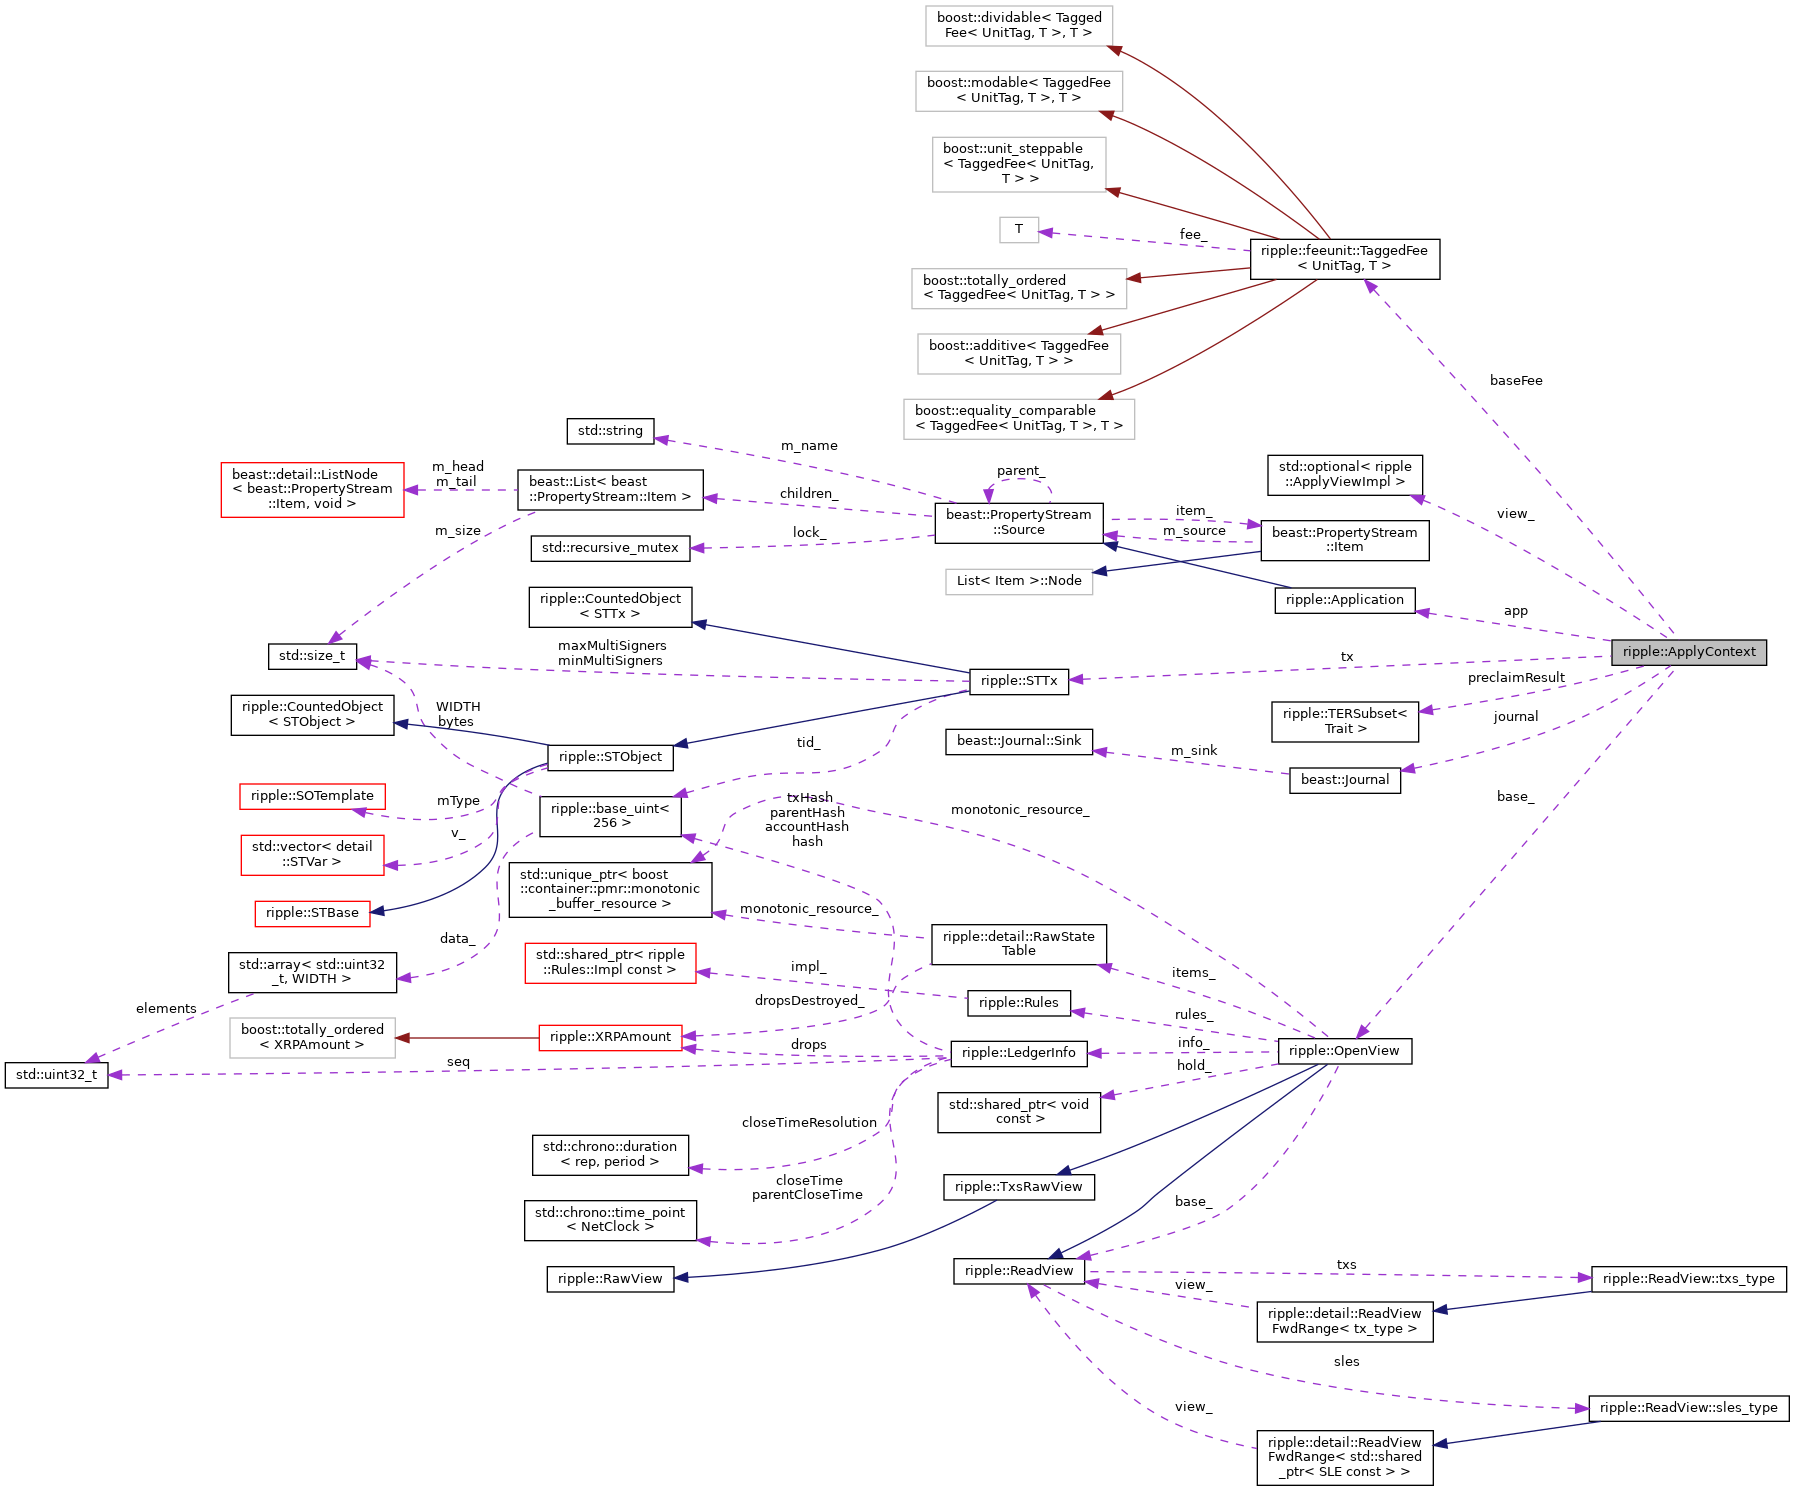 boost::dividable< Tagged
Fee< UnitTag, T >, T >
boost::modable< TaggedFee
< UnitTag, T >, T >
boost::unit_steppable
< TaggedFee< UnitTag,
T > >
T
fee_
ripple::feeunit::TaggedFee
< UnitTag, T >
boost::totally_ordered
< TaggedFee< UnitTag, T > >
boost::additive< TaggedFee
< UnitTag, T > >
boost::equality_comparable
< TaggedFee< UnitTag, T >, T >
baseFee
std::string
m_name
beast::detail::ListNode
< beast::PropertyStream
::Item, void >
m_head
m_tail
beast::List< beast
::PropertyStream::Item >
children_
parent_
beast::PropertyStream
::Source
item_
m_source
beast::PropertyStream
::Item
std::optional< ripple
::ApplyViewImpl >
view_
m_size
std::recursive_mutex
lock_
List< Item >::Node
ripple::Application
app
ripple::CountedObject
< STTx >
std::size_t
maxMultiSigners
minMultiSigners
ripple::STTx
tx
ripple::ApplyContext
preclaimResult
ripple::TERSubset<
Trait >
journal
ripple::CountedObject
< STObject >
WIDTH
bytes
ripple::STObject
tid_
beast::Journal::Sink
m_sink
beast::Journal
base_
ripple::SOTemplate
mType
ripple::base_uint<
256 >
txHash
parentHash
accountHash
hash
monotonic_resource_
std::vector< detail
::STVar >
v_
std::unique_ptr< boost
::container::pmr::monotonic
_buffer_resource >
ripple::STBase
monotonic_resource_
ripple::detail::RawState
Table
items_
data_
std::array< std::uint32
_t, WIDTH >
std::shared_ptr< ripple
::Rules::Impl const >
impl_
ripple::Rules
rules_
elements
dropsDestroyed_
boost::totally_ordered
< XRPAmount >
ripple::XRPAmount
drops
ripple::LedgerInfo
info_
ripple::OpenView
std::uint32_t
seq
hold_
std::shared_ptr< void
const >
closeTimeResolution
std::chrono::duration
< rep, period >
closeTime
parentCloseTime
ripple::TxsRawView
base_
std::chrono::time_point
< NetClock >
ripple::RawView
ripple::ReadView
txs
ripple::ReadView::txs_type
view_
ripple::detail::ReadView
FwdRange< tx_type >
sles
ripple::ReadView::sles_type
view_
ripple::detail::ReadView
FwdRange< std::shared
_ptr< SLE const > >